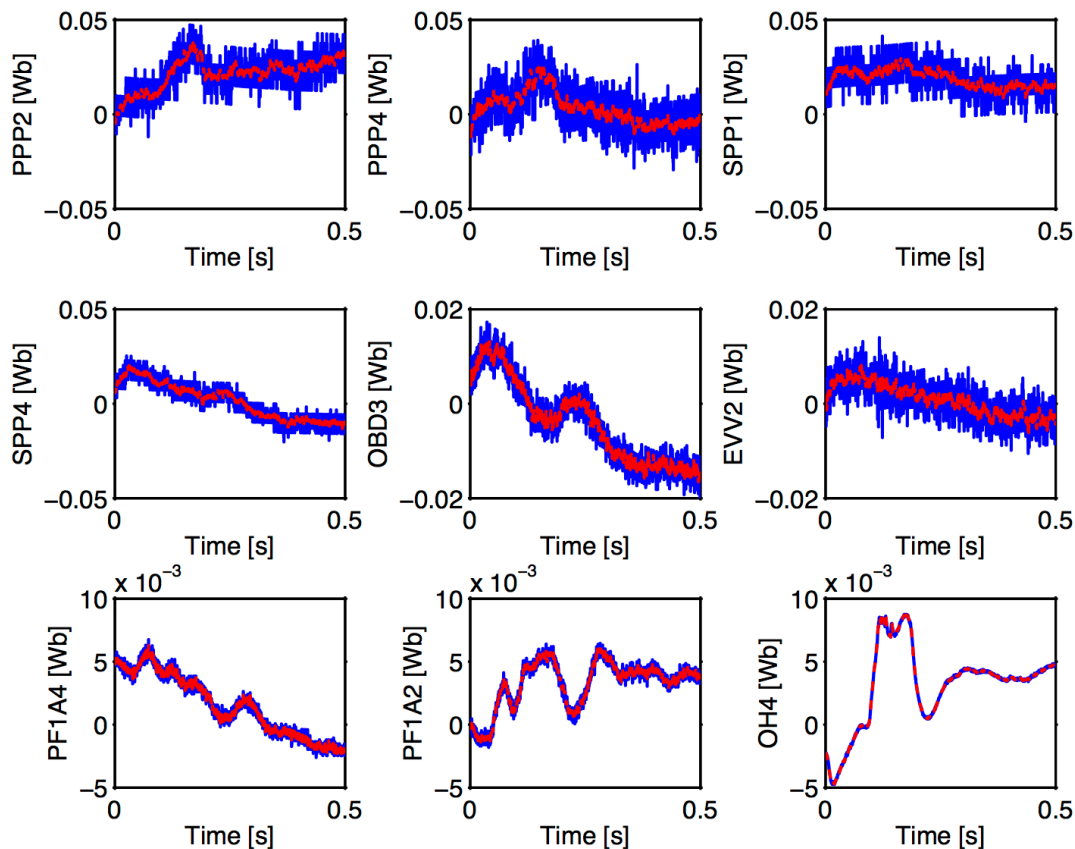 PPP2 [Wb]
0.05
0
−0.05
0
0.5
Time [s]
PPP4 [Wb]
0.05
0
−0.05
0
0.5
Time [s]
SPP1 [Wb]
0.05
0
−0.05
0
0.5
Time [s]
SPP4 [Wb]
0.05
0
−0.05
0
0.5
Time [s]
OBD3 [Wb]
0.02
0
−0.02
0
0.5
Time [s]
EVV2 [Wb]
0.02
0
−0.02
0
0.5
Time [s]
x 10−3
PF1A4 [Wb]
10
5
0
−5
0
0.5
Time [s]
x 10−3
PF1A2 [Wb]
10
5
0
−5
0
0.5
Time [s]
x 10−3
OH4 [Wb]
10
5
0
−5
0
0.5
Time [s]